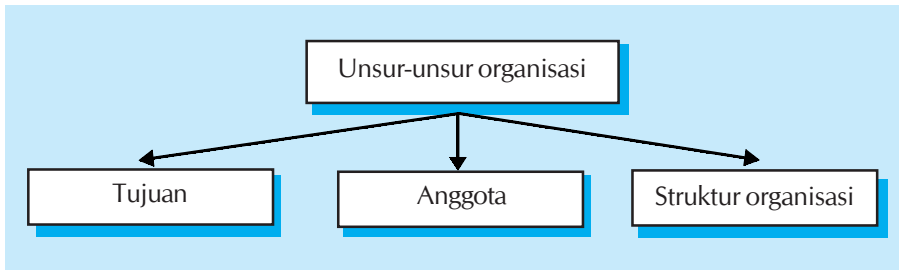 Unsur-unsur organisasi
Tujuan
Anggota
Struktur organisasi